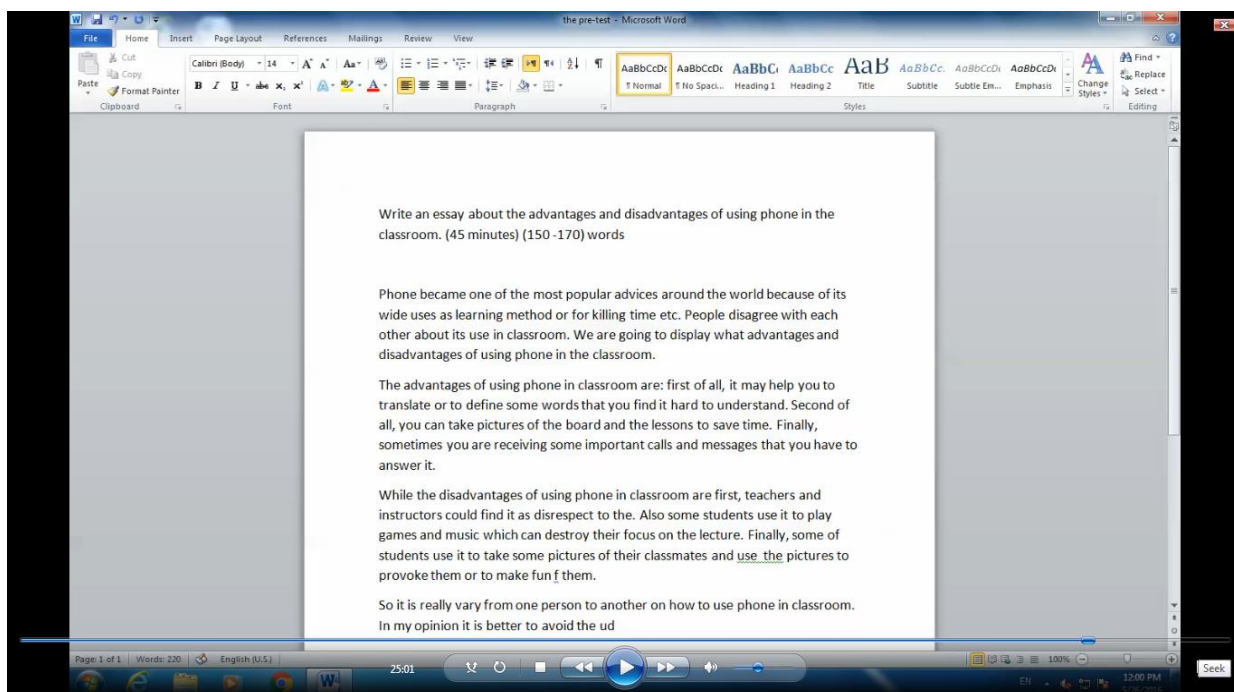 the pre-test - Microsoft Word
File Home Insert Page Layout References Mailings Review View
Paste
Cut
Copy
Format Painter
Clipboard
Calibri (Body) 14
Font
Paragraph
AaBbCcDc AaBbCcDc AaBbC AaBbCc AaB AaBbCc. AaBbCcDc AaBbCcDc
Normal No Spaci... Heading 1 Heading 2 Title Subtitle Subtle Em... Emphasis
Change Styles
Styles
Find
Replace
Select
Editing
Write an essay about the advantages and disadvantages of using phone in the
classroom. (45 minutes) (150 -170) words
Phone became one of the most popular advices around the world because of its
wide uses as learning method or for killing time etc. People disagree with each
other about its use in classroom. We are going to display what advantages and
disadvantages of using phone in the classroom.
The advantages of using phone in classroom are: first of all, it may help you to
translate or to define some words that you find it hard to understand. Second of
all, you can take pictures of the board and the lessons to save time. Finally,
sometimes you are receiving some important calls and messages that you have to
answer it.
While the disadvantages of using phone in classroom are first, teachers and
instructors could find it as disrespect to the. Also some students use it to play
games and music which can destroy their focus on the lecture. Finally, some of
students use it to take some pictures of their classmates and use the pictures to
provoke them or to make fun f them.
So it is really vary from one person to another on how to use phone in classroom.
In my opinion it is better to avoid the ud
Page: 1 of 1 Words: 220 English (U.S.) 100%
25:01
Seek
EN 12:00 PM